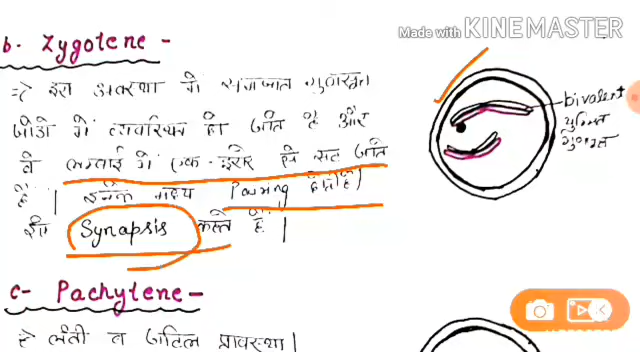 Made with KINEMASTER
b- Zygotene -
⇒ इस अवस्था में समजात गुणसूत्र
जोडो में व्यवस्थित हो जाते है और
वे लम्बाई में एक-दूसरे से सट जाते
है। इनके मध्य Pairing होती है।
इसे Synapsis कहते है।
bivalent
युग्मित
गुणसूत्र
c- Pachytene -
⇒ लंबी व जटिल प्रावस्था।